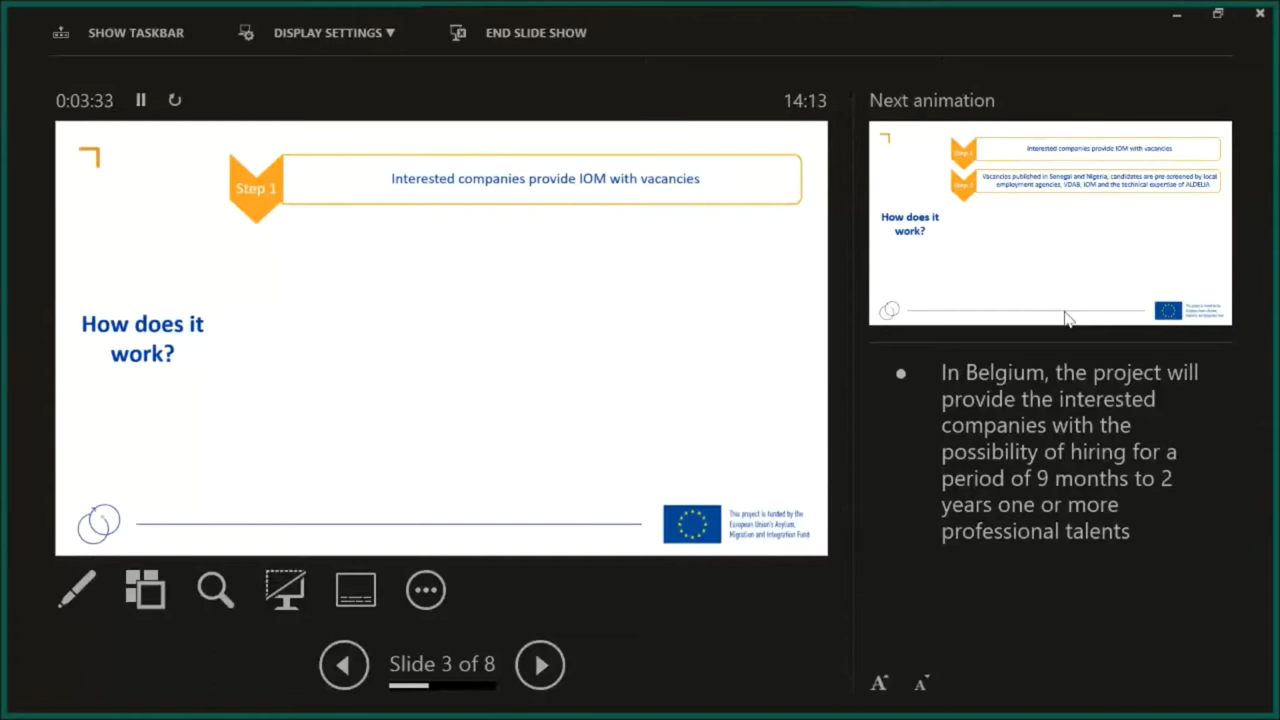 SHOW TASKBAR
DISPLAY SETTINGS ▼
END SLIDE SHOW
0:03:33
14:13
Next animation
Step 1
Interested companies provide IOM with vacancies
How does it
work?
This project is funded by the
European Union's Asylum,
Migration and Integration Fund
Step 1
Interested companies provide IOM with vacancies
Step 2
Vacancies published in Senegal and Nigeria, candidates are pre-screened by local
employment agencies, VDAB, IOM and the technical expertise of ALDELIA
How does it
work?
● In Belgium, the project will
provide the interested
companies with the
possibility of hiring for a
period of 9 months to 2
years one or more
professional talents
Slide 3 of 8
A A